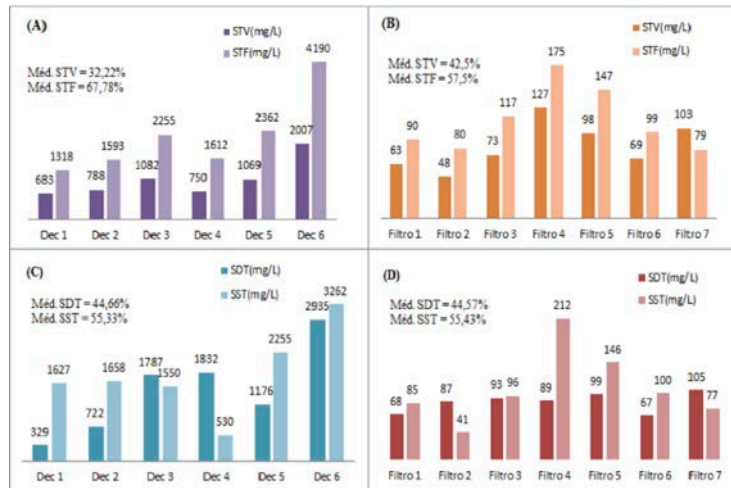 (A)
STV(mg/L)
STF(mg/L)
Méd. STV = 32,22%
Méd. STF = 67,78%
683 1318 788 1593 1082 2255 750 1612 1069 2362 2007 4190
Dec 1 Dec 2 Dec 3 Dec 4 Dec 5 Dec 6
(B)
STV(mg/L)
STF(mg/L)
Méd. STV = 42,5%
Méd. STF = 57,5%
63 90 48 80 73 117 127 175 98 147 69 99 103 79
Filtro 1 Filtro 2 Filtro 3 Filtro 4 Filtro 5 Filtro 6 Filtro 7
(C)
SDT(mg/L)
SST(mg/L)
Méd. SDT = 44,66%
Méd. SST = 55,33%
329 1627 722 1658 1787 1550 1832 530 1176 2255 2935 3262
Dec 1 Dec 2 Dec 3 Dec 4 Dec 5 Dec 6
(D)
SDT(mg/L)
SST(mg/L)
Méd. SDT = 44,57%
Méd. SST = 55,43%
68 85 87 41 93 96 89 212 99 146 67 100 105 77
Filtro 1 Filtro 2 Filtro 3 Filtro 4 Filtro 5 Filtro 6 Filtro 7